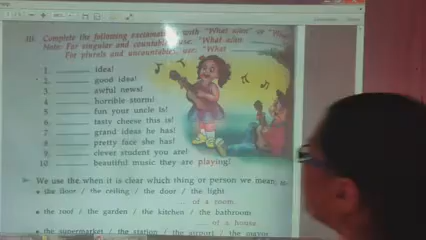 III. Complete the following exclamations with "What a/an" or "What
Note: For singular and countable, use: "What a/an
For plurals and uncountables, use: "What
1. idea!
2. good idea!
3. awful news!
4. horrible storm!
5. fun your uncle is!
6. tasty cheese this is!
7. grand ideas he has!
8. pretty face she has!
9. clever student you are!
10 beautiful music they are playing!
We use the when it is clear which thing or person we mean,
• the floor / the ceiling / the door / the light
of a room.
• the roof / the garden / the kitchen / the bathroom
of a house.
• the supermarket / the station / the airport / the mayor